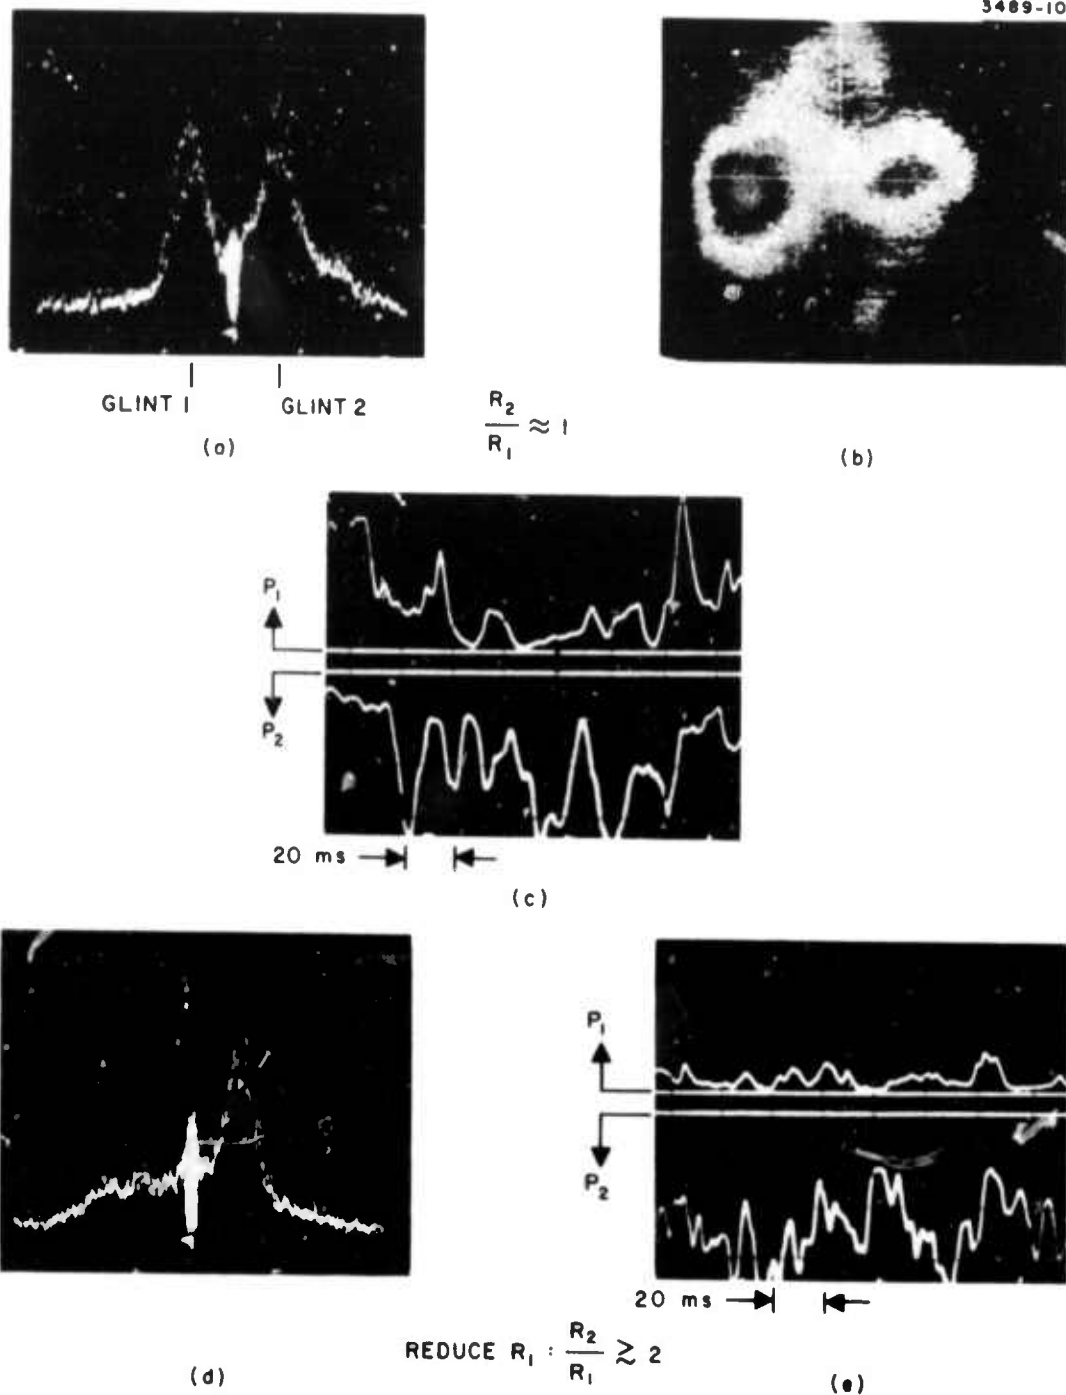 3489-10
GLINT 1
GLINT 2
(a)
R₂
R₁
≈ 1
(b)
P₁
P₂
20 ms
(c)
P₁
P₂
20 ms
REDUCE R₁ : R₂/R₁ ≳ 2
(d)
(e)